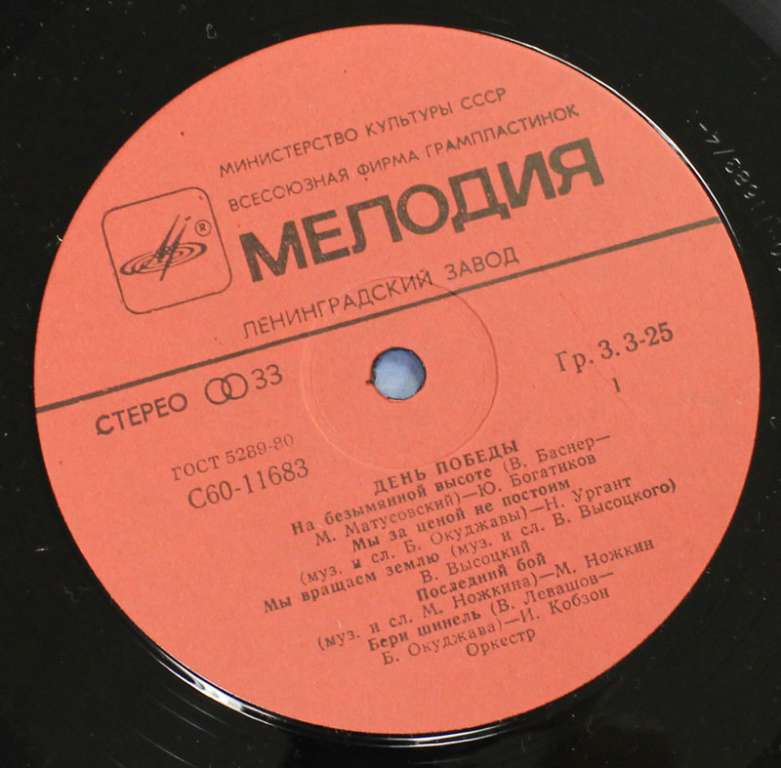 МИНИСТЕРСТВО КУЛЬТУРЫ СССР
ВСЕСОЮЗНАЯ ФИРМА ГРАМПЛАСТИНОК
МЕЛОДИЯ
®
ЛЕНИНГРАДСКИЙ ЗАВОД
СТЕРЕО 33
Гр. 3. 3-25
1
ГОСТ 5289-80
С60-11683
ДЕНЬ ПОБЕДЫ
На безымянной высоте (В. Баснер—
М. Матусовский)—Ю. Богатиков
Мы за ценой не постоим
(муз. и сл. Б. Окуджавы)—Н. Ургант
Мы вращаем землю (муз. и сл. В. Высоцкого)
В. Высоцкий
Последний бой
(муз. и сл. М. Ножкина)—М. Ножкин
Бери шинель (В. Левашов—
Б. Окуджава)—И. Кобзон
Оркестр